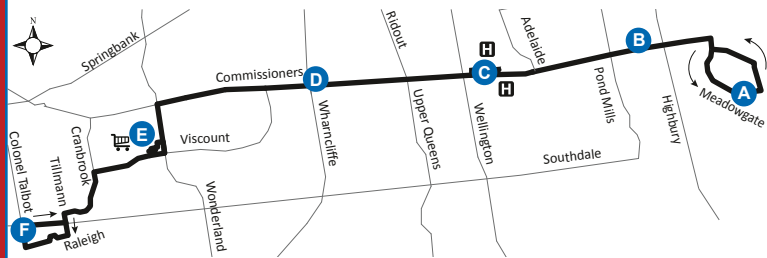 N
Springbank
Ridout
Adelaide
H
H
B
C
D
A
Commissioners
Meadowgate
Pond Mills
Highbury
Wharncliffe
Upper Queens
Wellington
Cranbrook
E
Viscount
Southdale
Colonel Talbot
Tillmann
Wonderland
F
Raleigh